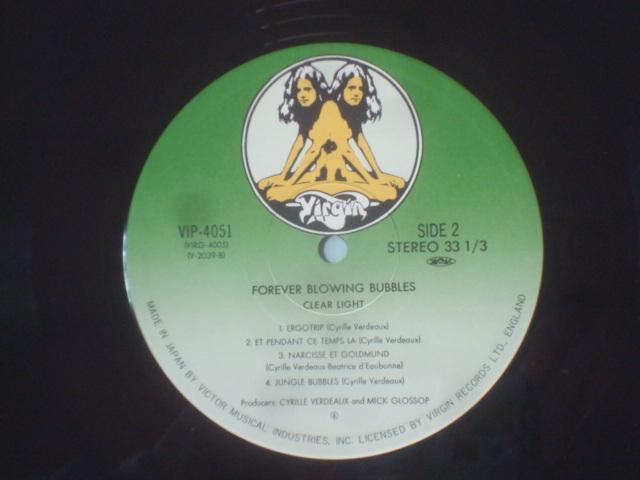 Virgin
VIP-4051
(VIRG-4005)
(V-2039-B)
SIDE 2
STEREO 33 1/3
FOREVER BLOWING BUBBLES
CLEAR LIGHT
1. ERGOTRIP (Cyrille Verdeaux)
2. ET PENDANT CE TEMPS LA (Cyrille Verdeaux)
3. NARCISSE ET GOLDMUND
(Cyrille Verdeaux-Beatrice d'Eaubonne)
4. JUNGLE BUBBLES (Cyrille Verdeaux)
Producers: CYRILLE VERDEAUX and MICK GLOSSOP
MADE IN JAPAN BY VICTOR MUSICAL INDUSTRIES, INC. LICENSED BY VIRGIN RECORDS LTD., ENGLAND